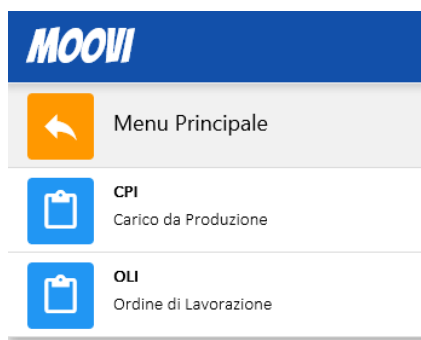 MOOVI
Menu Principale
CPI
Carico da Produzione
OLI
Ordine di Lavorazione